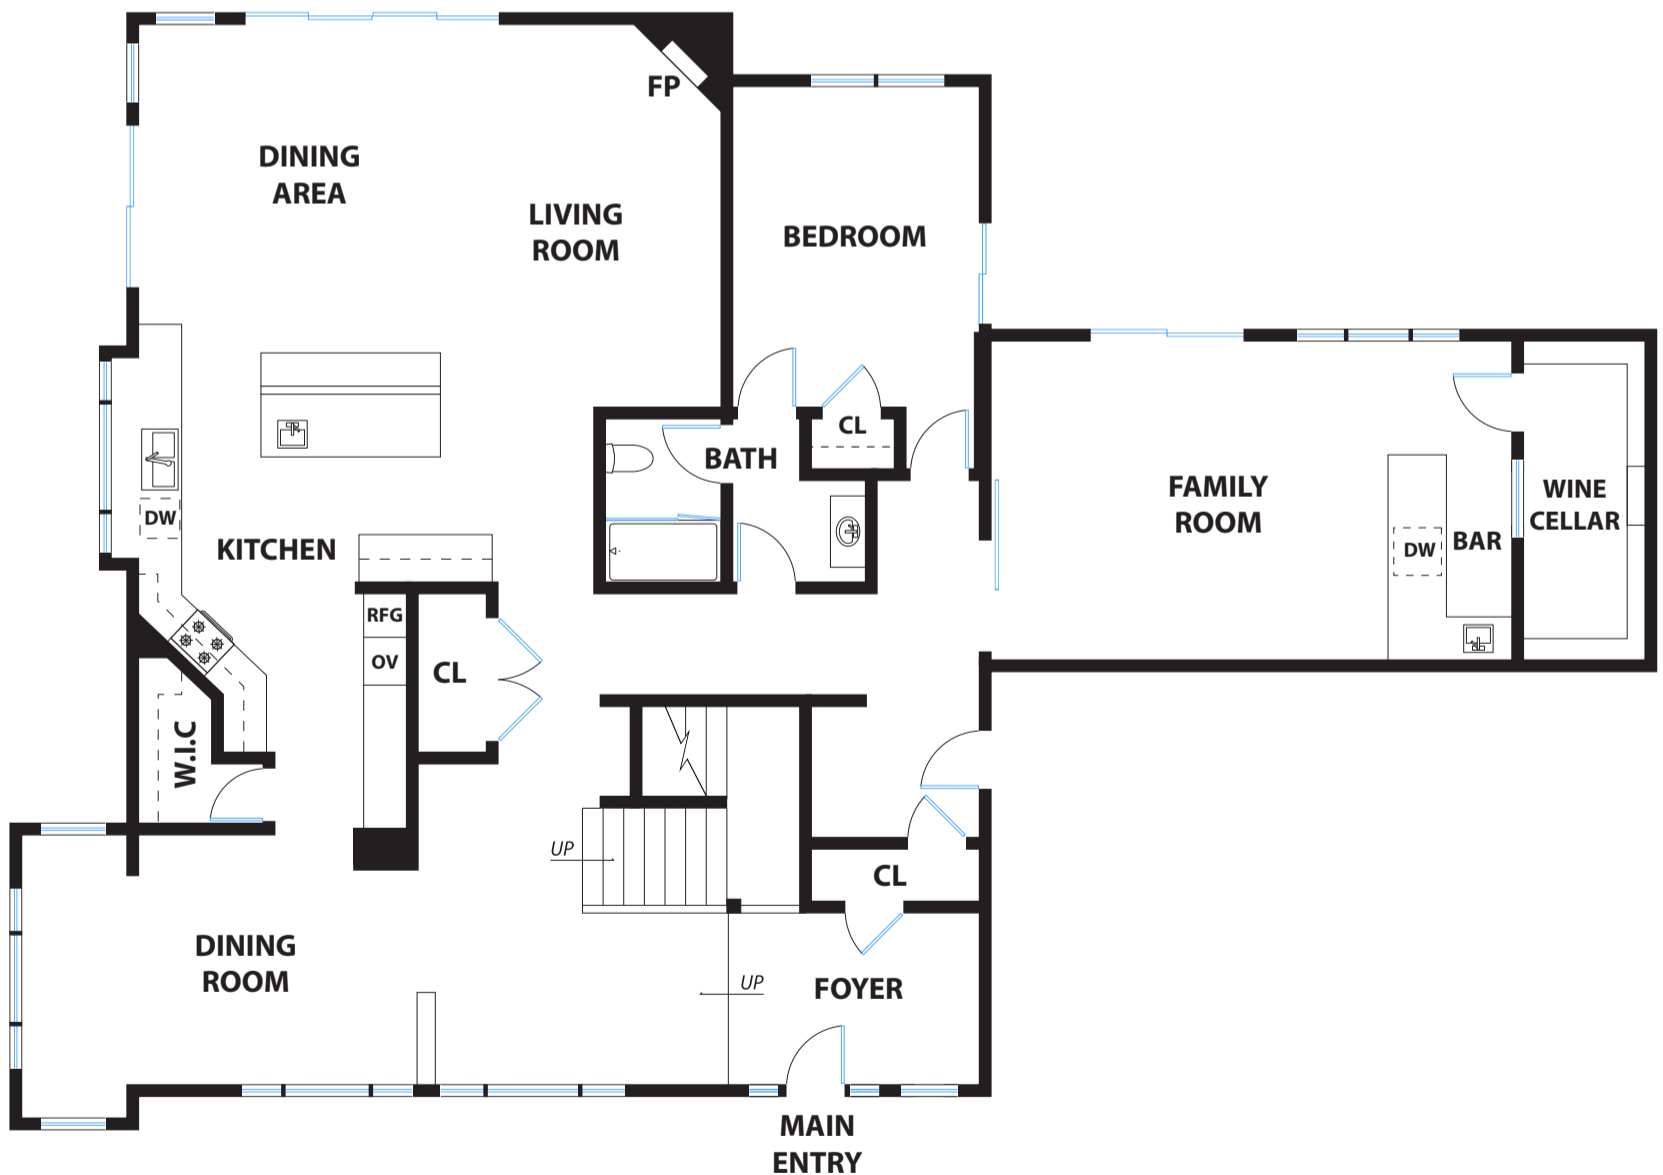 FP
DINING
AREA
LIVING
ROOM
BEDROOM
CL
BATH
FAMILY
ROOM
WINE
CELLAR
BAR
DW
DW
KITCHEN
RFG
OV
CL
W.I.C
UP
CL
DINING
ROOM
UP
FOYER
MAIN
ENTRY